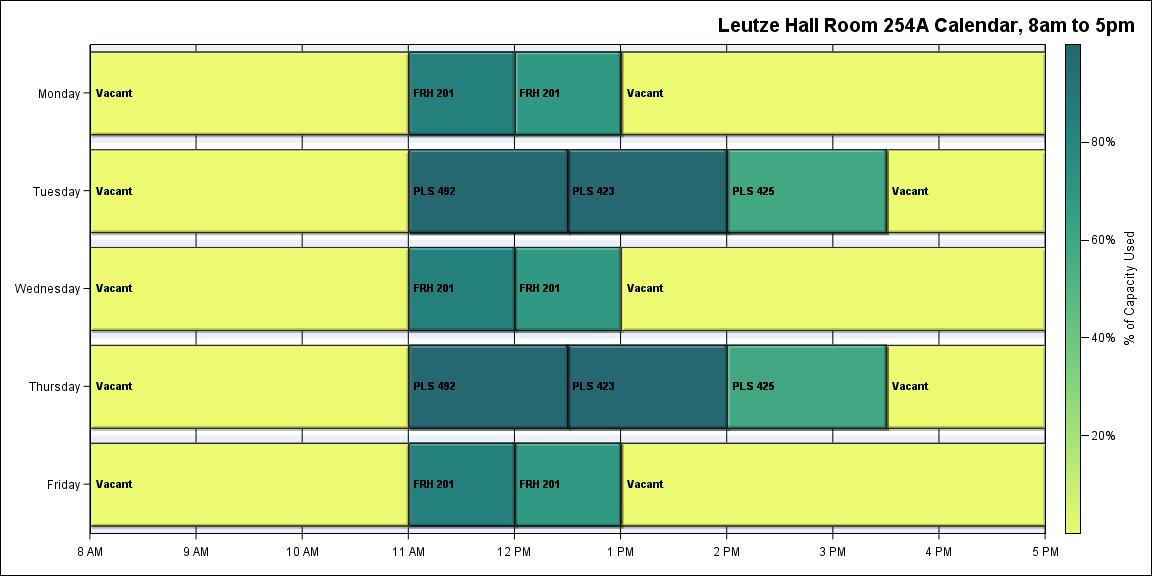 Leutze Hall Room 254A Calendar, 8am to 5pm
Monday
Vacant FRH 201 FRH 201 Vacant
Tuesday
Vacant PLS 492 PLS 423 PLS 425 Vacant
Wednesday
Vacant FRH 201 FRH 201 Vacant
Thursday
Vacant PLS 492 PLS 423 PLS 425 Vacant
Friday
Vacant FRH 201 FRH 201 Vacant
8 AM 9 AM 10 AM 11 AM 12 PM 1 PM 2 PM 3 PM 4 PM 5 PM
80%
60%
40%
20%
% of Capacity Used